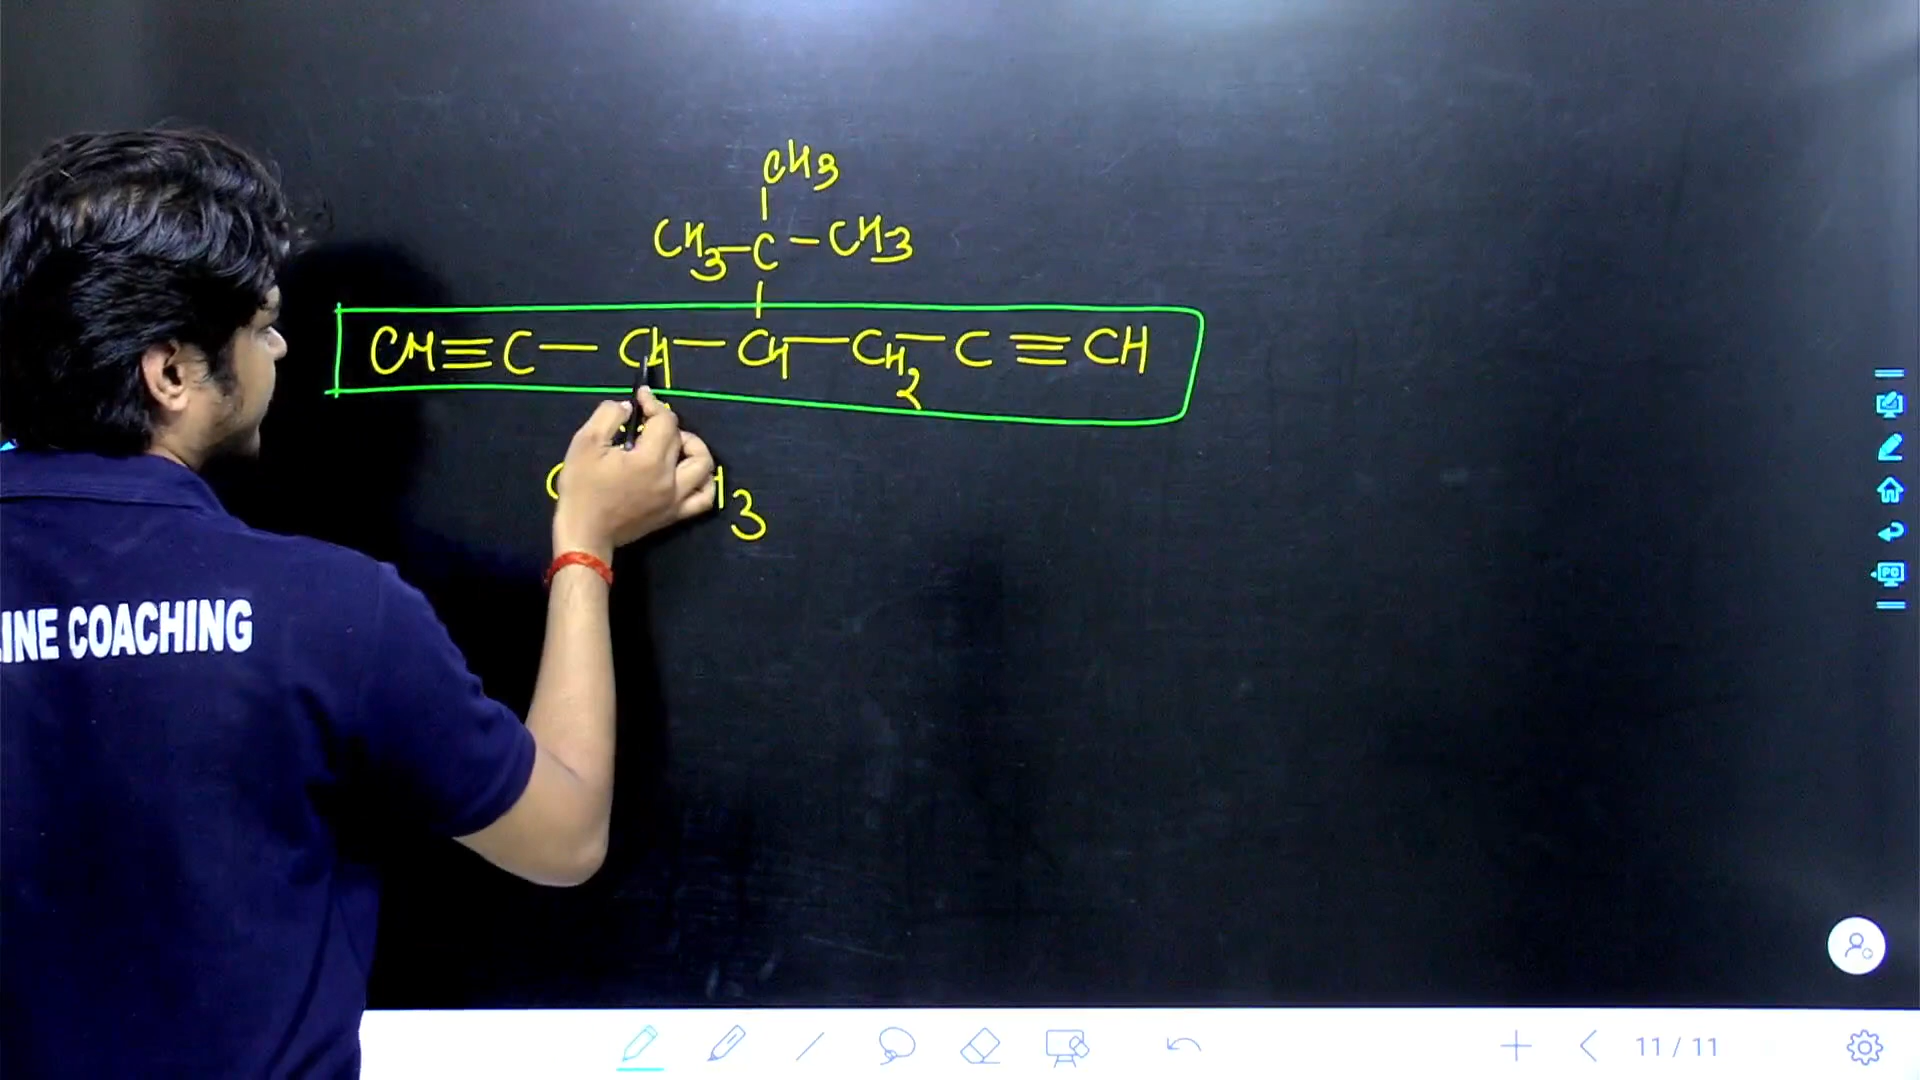 CH3
CH3-C-CH3
CH≡C-CH-CH-CH2-C≡CH
3
INE COACHING
11 / 11